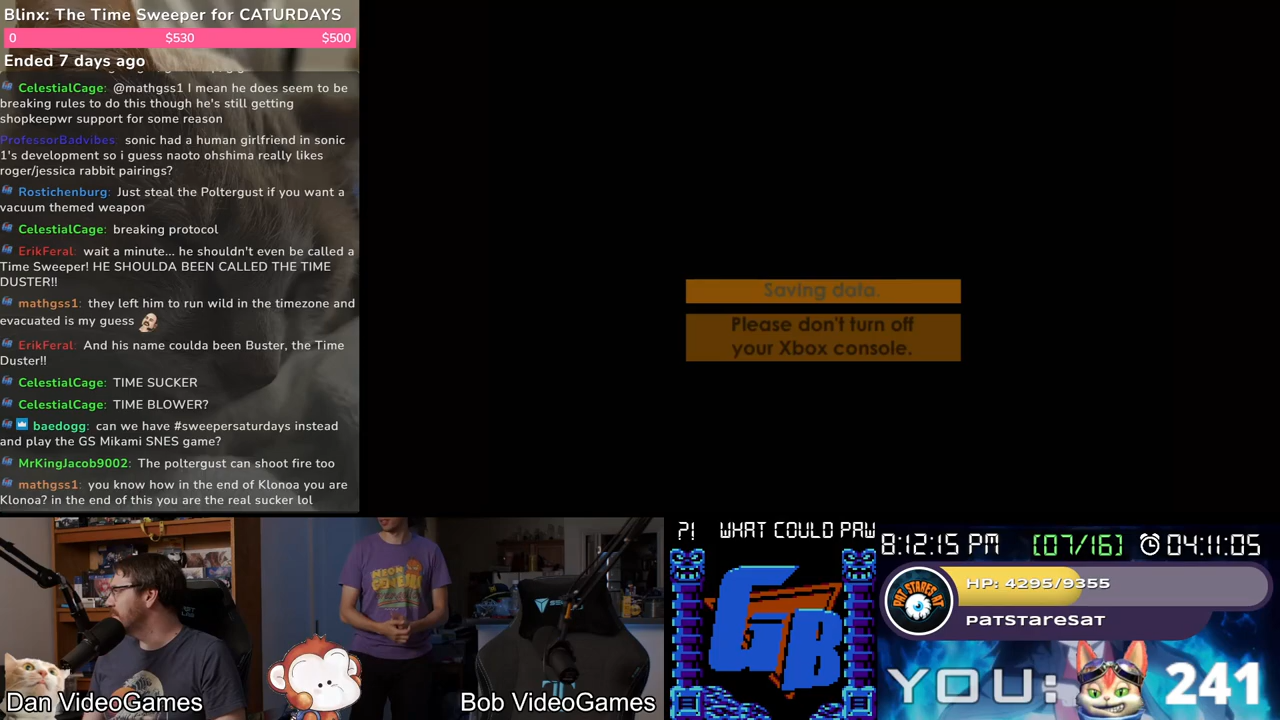 Blinx: The Time Sweeper for CATURDAYS
0 $530 $500
Ended 7 days ago
CelestialCage: @mathgss1 I mean he does seem to be
breaking rules to do this though he's still getting
shopkeepwr support for some reason
ProfessorBadvibes: sonic had a human girlfriend in sonic
1's development so i guess naoto ohshima really likes
roger/jessica rabbit pairings?
Rostichenburg: Just steal the Poltergust if you want a
vacuum themed weapon
CelestialCage: breaking protocol
ErikFeral: wait a minute... he shouldn't even be called a
Time Sweeper! HE SHOULDA BEEN CALLED THE TIME
DUSTER!!
mathgss1: they left him to run wild in the timezone and
evacuated is my guess
ErikFeral: And his name coulda been Buster, the Time
Duster!!
CelestialCage: TIME SUCKER
CelestialCage: TIME BLOWER?
baedogg: can we have #sweepersaturdays instead
and play the GS Mikami SNES game?
MrKingJacob9002: The poltergust can shoot fire too
mathgss1: you know how in the end of Klonoa you are
Klonoa? in the end of this you are the real sucker lol
Saving data.
Please don't turn off
your Xbox console.
Dan VideoGames
Bob VideoGames
?! WHAT COULD PAW
GB
8:12:15 PM [07/16] 04:11:05
PAT STARES AT
HP: 4295/9355
PATSTARESAT
YOU: 241